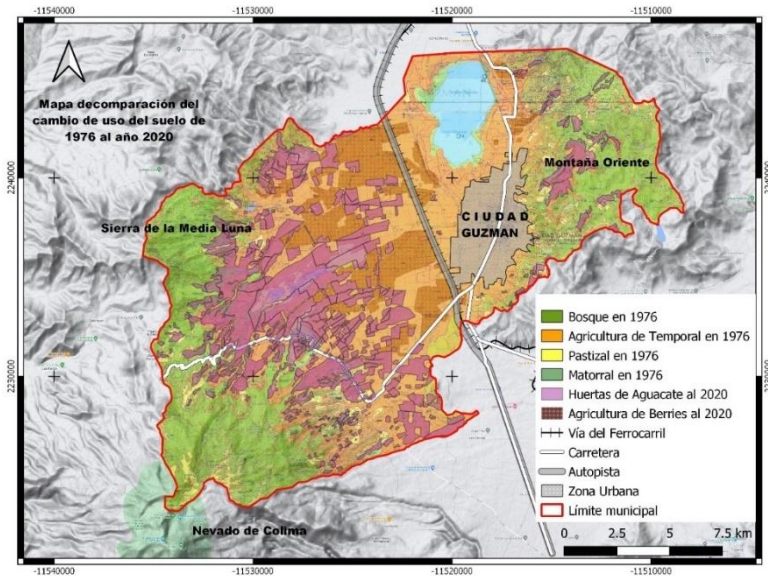 -11540000 -11530000 -11520000 -11510000
Mapa decomparación del
cambio de uso del suelo de
1976 al año 2020
2240000
2240000
Montaña Oriente
Sierra de la Media Luna
CIUDAD
GUZMAN
2230000
2230000
Nevado de Colima
Bosque en 1976
Agricultura de Temporal en 1976
Pastizal en 1976
Matorral en 1976
Huertas de Aguacate al 2020
Agricultura de Berries al 2020
Vía del Ferrocarril
Carretera
Autopista
Zona Urbana
Límite municipal
0 2.5 5 7.5 km
-11540000 -11530000 -11520000 -11510000